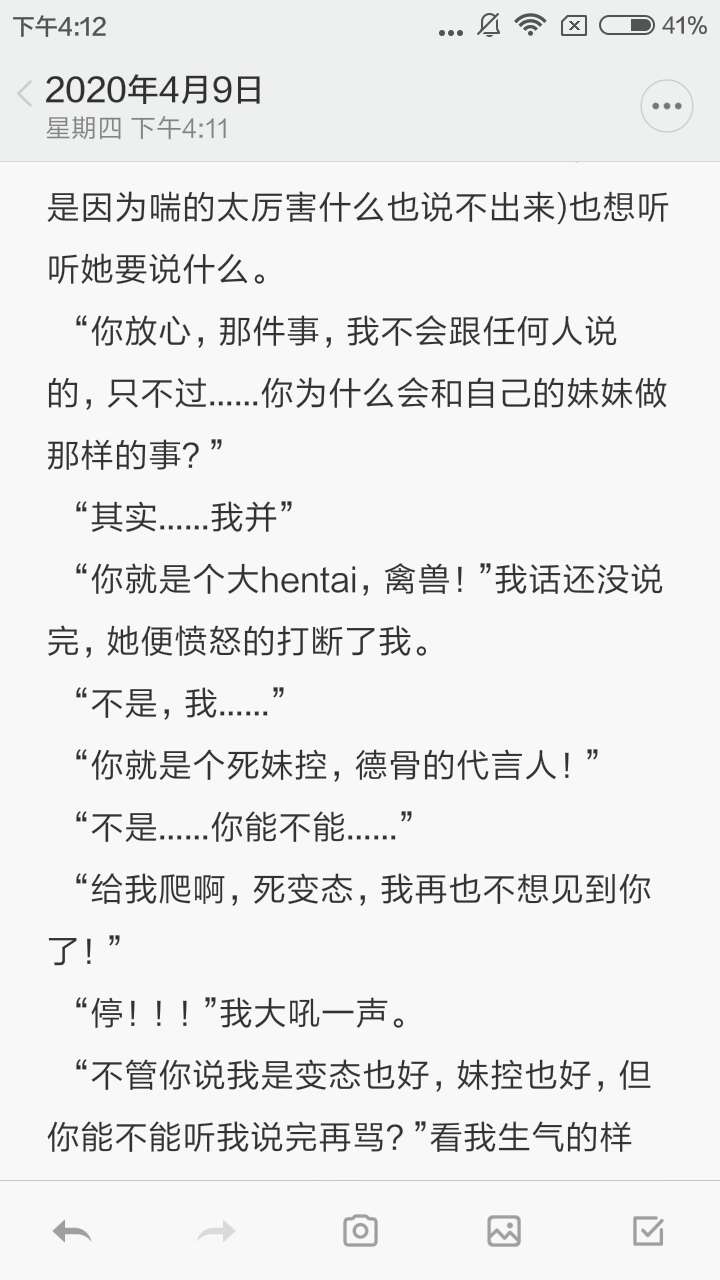 下午4:12
41%
2020年4月9日
星期四 下午4:11
是因为喘的太厉害什么也说不出来)也想听
听她要说什么。
“你放心, 那件事, 我不会跟任何人说
的, 只不过......你为什么会和自己的妹妹做
那样的事? ”
“其实......我并”
“你就是个大hentai, 禽兽! ”我话还没说
完, 她便愤怒的打断了我。
“不是, 我......”
“你就是个死妹控, 德骨的代言人! ”
“不是......你能不能......”
“给我爬啊, 死变态, 我再也不想见到你
了! ”
“停! ! ! ”我大吼一声。
“不管你说我是变态也好, 妹控也好, 但
你能不能听我说完再骂? ”看我生气的样